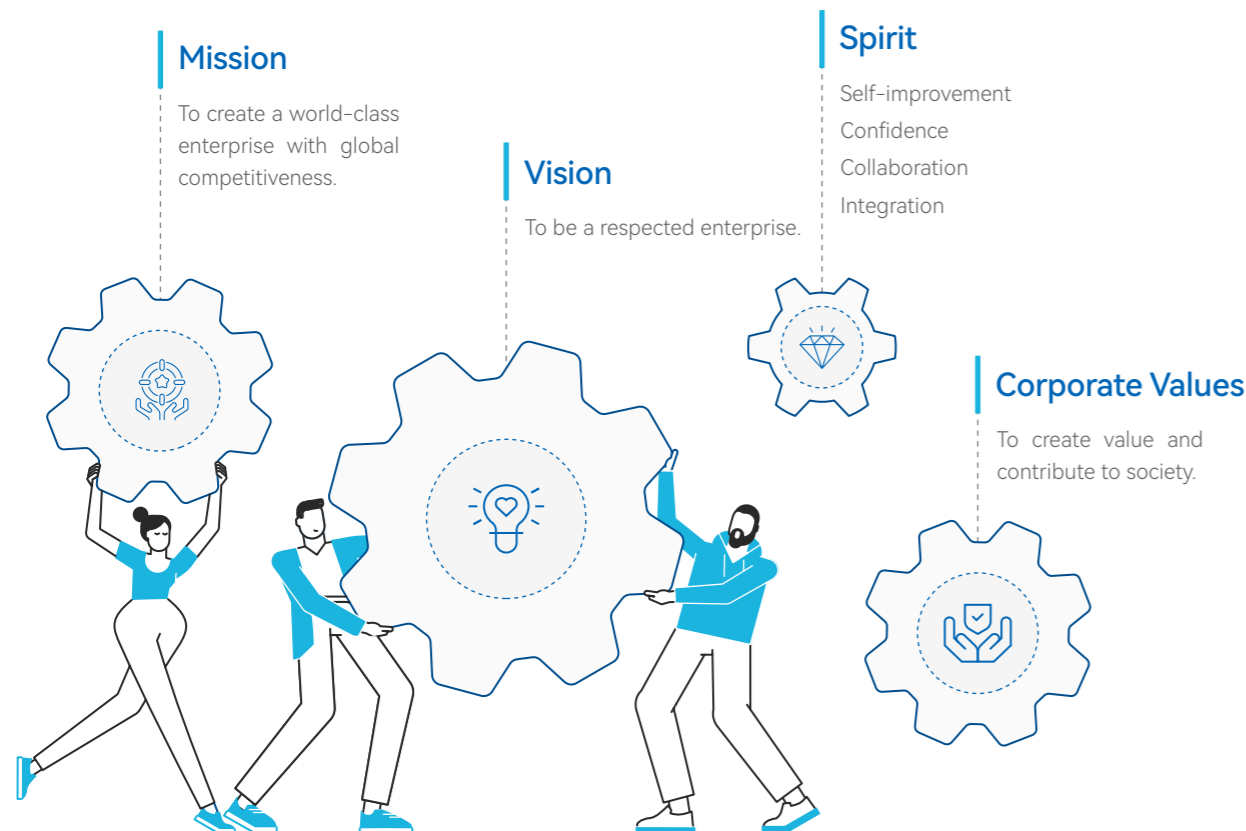 Mission
To create a world-class
enterprise with global
competitiveness.
Vision
To be a respected enterprise.
Spirit
Self-improvement
Confidence
Collaboration
Integration
Corporate Values
To create value and
contribute to society.